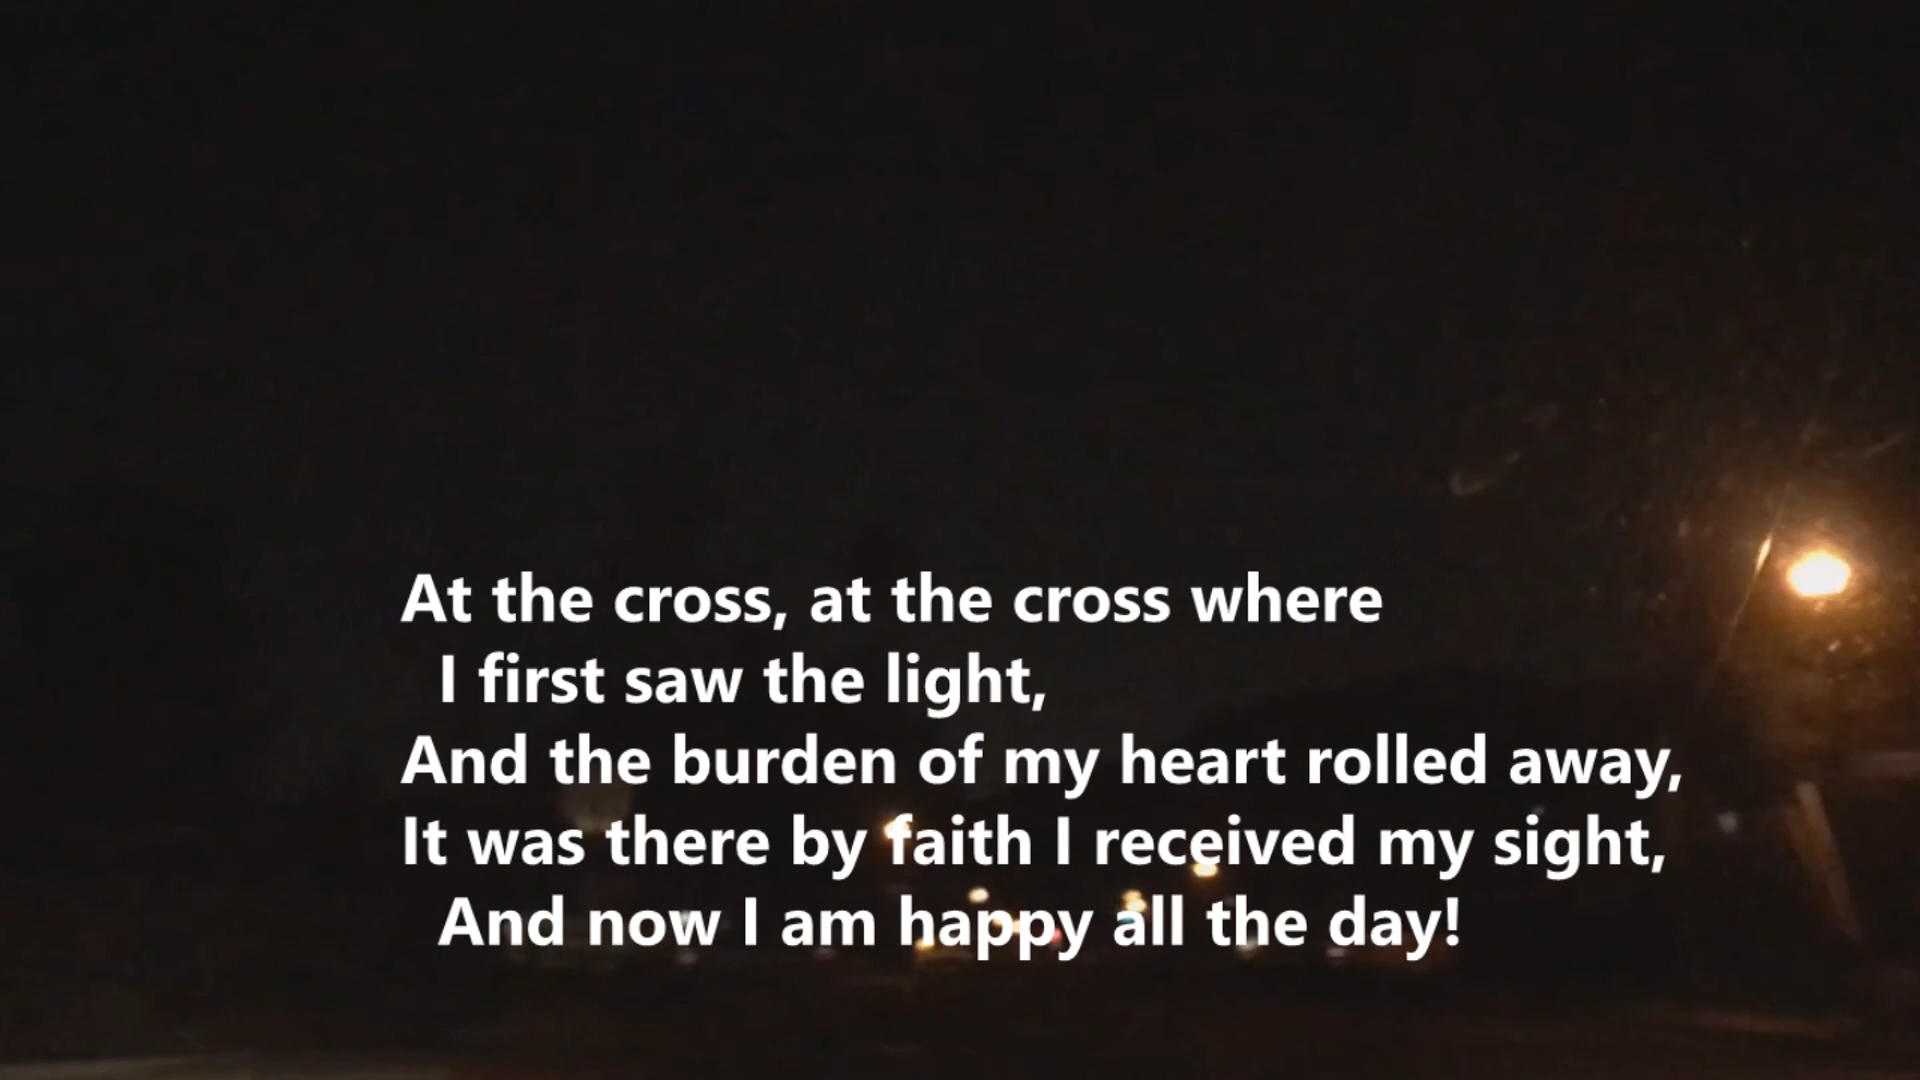 At the cross, at the cross where
I first saw the light,
And the burden of my heart rolled away,
It was there by faith I received my sight,
And now I am happy all the day!